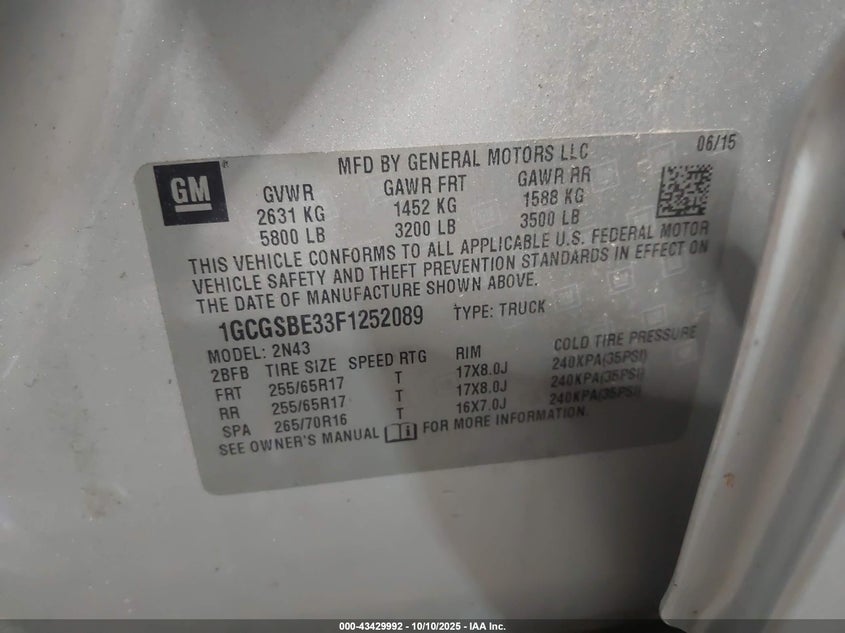 GM
MFD BY GENERAL MOTORS LLC
06/15
GVWR GAWR FRT GAWR RR
2631 KG 1452 KG 1588 KG
5800 LB 3200 LB 3500 LB
THIS VEHICLE CONFORMS TO ALL APPLICABLE U.S. FEDERAL MOTOR
VEHICLE SAFETY AND THEFT PREVENTION STANDARDS IN EFFECT ON
THE DATE OF MANUFACTURE SHOWN ABOVE.
1GCGSBE33F1252089 TYPE: TRUCK
MODEL: 2N43
2BFB TIRE SIZE SPEED RTG RIM COLD TIRE PRESSURE
FRT 255/65R17 T 17X8.0J 240KPA(35PSI)
RR 255/65R17 T 17X8.0J 240KPA(35PSI)
SPA 265/70R16 T 16X7.0J 240KPA(35PSI)
SEE OWNER'S MANUAL FOR MORE INFORMATION.
000-43429992 - 10/10/2025 - IAA Inc.